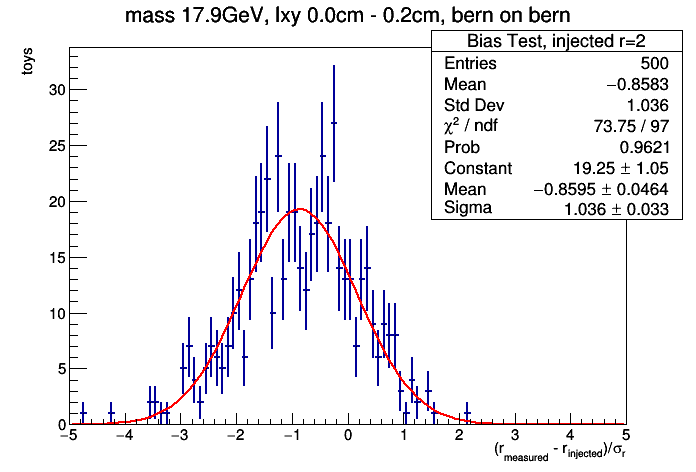 mass 17.9GeV, lxy 0.0cm - 0.2cm, bern on bern
Bias Test, injected r=2
Entries 500
Mean −0.8583
Std Dev 1.036
χ² / ndf 73.75 / 97
Prob 0.9621
Constant 19.25 ± 1.05
Mean −0.8595 ± 0.0464
Sigma 1.036 ± 0.033
toys
30
25
20
15
10
5
0
−5 −4 −3 −2 −1 0 1 2 3 4 5
(r_measured - r_injected)/σ_r